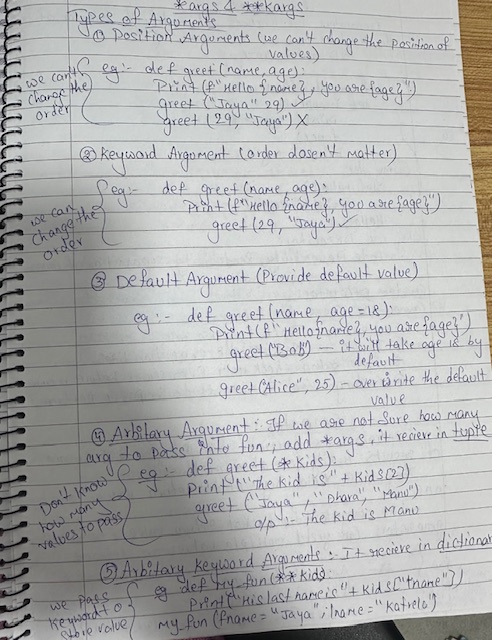 *args & **kargs
Types of Arguments
① Position Arguments (we can't change the position of
values)
we can't change the order
eg:- def greet(name, age):
Print(f"Hello {name}, you are {age}")
greet ("Jaya" 29) ✓
greet (29, "Jaya") X
② Keyword Argument (order dosen't matter)
we can change the order
eg:- def greet(name, age):
Print(f"Hello {name}, you are {age}")
greet (29, "Jaya") ✓
③ Default Argument (Provide default value)
eg:- def greet(name, age=18):
Print(f"Hello {name}, you are {age}")
greet("Bob") — it will take age 18 by
default
greet("Alice", 25) - over write the default
value
④ Arbitary Argument :- If we are not sure how many
arg to pass into fun, add *args, it recieve in tuple
Don't know how many values to pass
eg:- def greet (*Kids):
Print ("The kid is" + Kids[2])
greet ("Jaya", "Dhara", "Manu")
o/p :- The kid is Manu
⑤ Arbitary Keyword Arguments :- It recieve in dictionar
we pass keyword to store value
eg def my_fun(**kids):
Print("His last name is" + Kids["fname"])
my_fun (fname= "Jaya", lname= "Katrela")